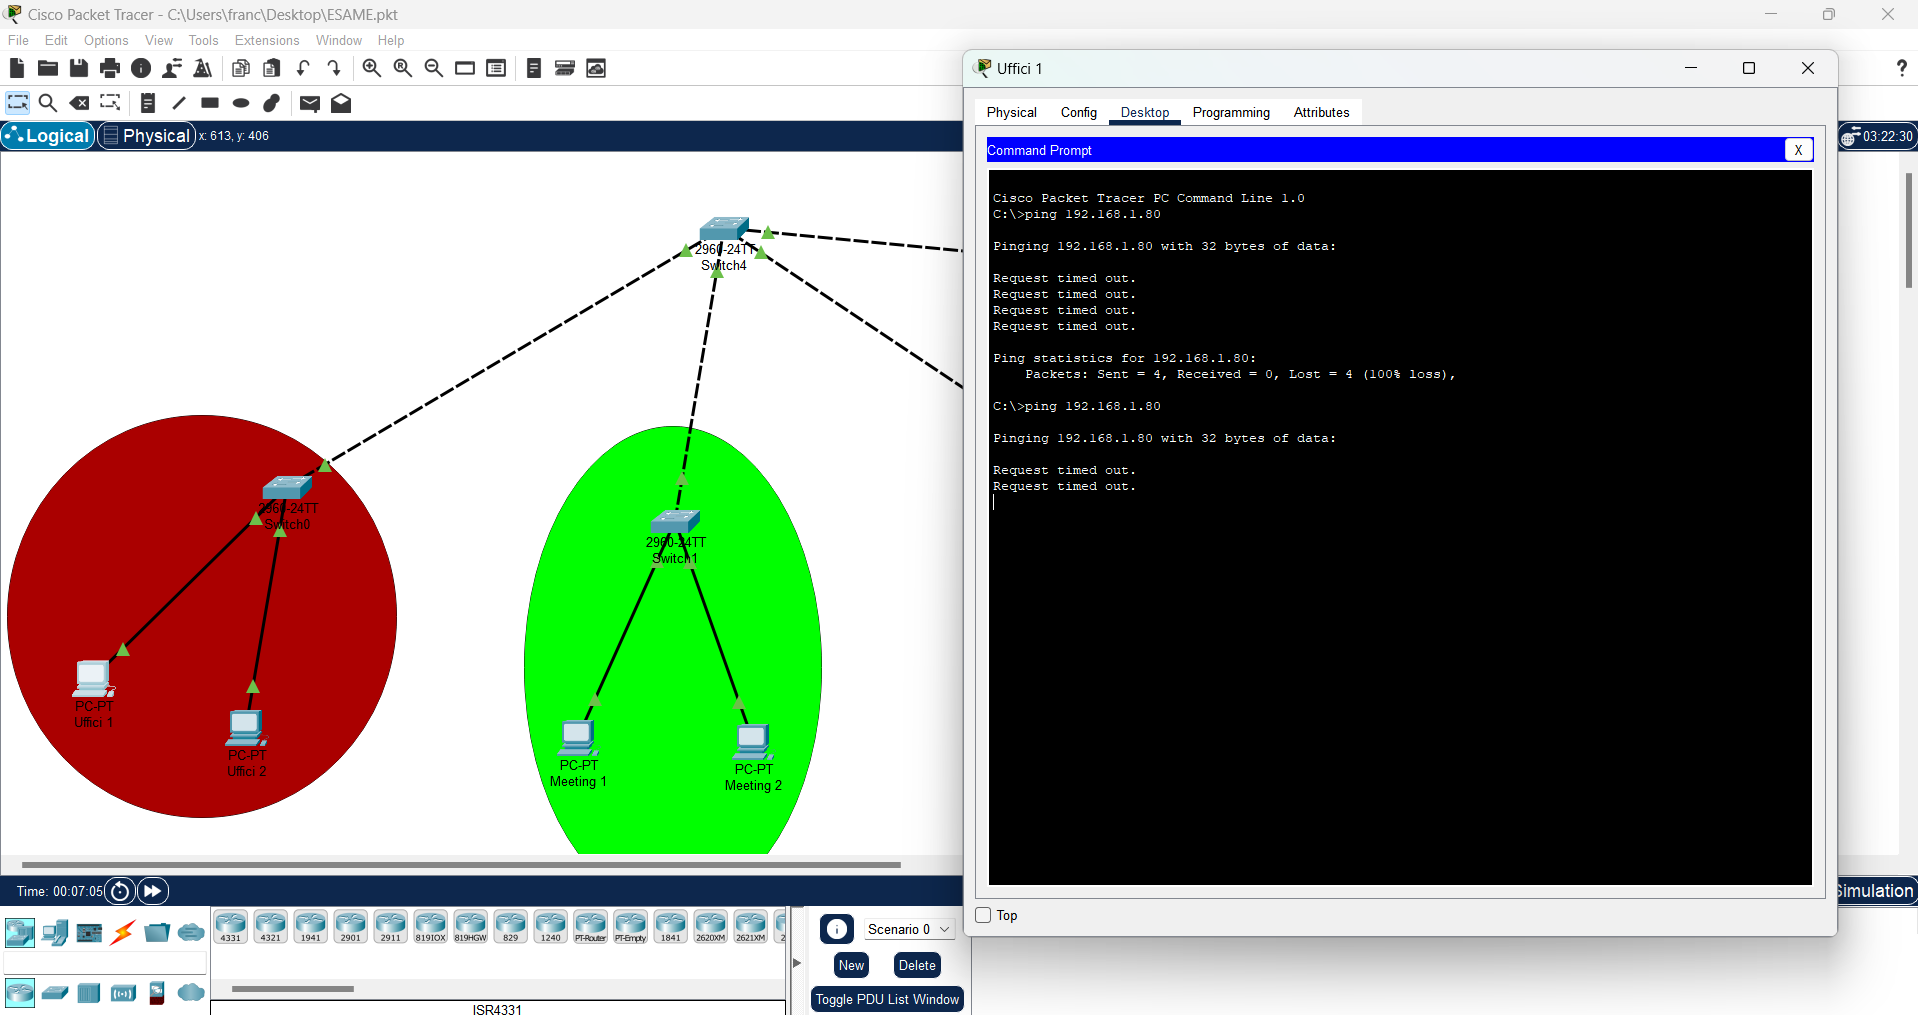 Cisco Packet Tracer - C:\Users\franc\Desktop\ESAME.pkt
File Edit Options View Tools Extensions Window Help
Logical Physical x: 613, y: 406
03:22:30
2960-24TT
Switch4
2960-24TT
Switch0
PC-PT
Uffici 1
PC-PT
Uffici 2
2960-24TT
Switch1
PC-PT
Meeting 1
PC-PT
Meeting 2
Uffici 1
Physical Config Desktop Programming Attributes
Command Prompt
X
Cisco Packet Tracer PC Command Line 1.0
C:\>ping 192.168.1.80
Pinging 192.168.1.80 with 32 bytes of data:
Request timed out.
Request timed out.
Request timed out.
Request timed out.
Ping statistics for 192.168.1.80:
Packets: Sent = 4, Received = 0, Lost = 4 (100% loss),
C:\>ping 192.168.1.80
Pinging 192.168.1.80 with 32 bytes of data:
Request timed out.
Request timed out.
Top
Time: 00:07:05
Simulation
4331 4321 1941 2901 2911 819IOX 819HGW 829 1240 PT-Router PT-Empty 1841 2620XM 2621XM 2
ISR4331
Scenario 0
New Delete
Toggle PDU List Window